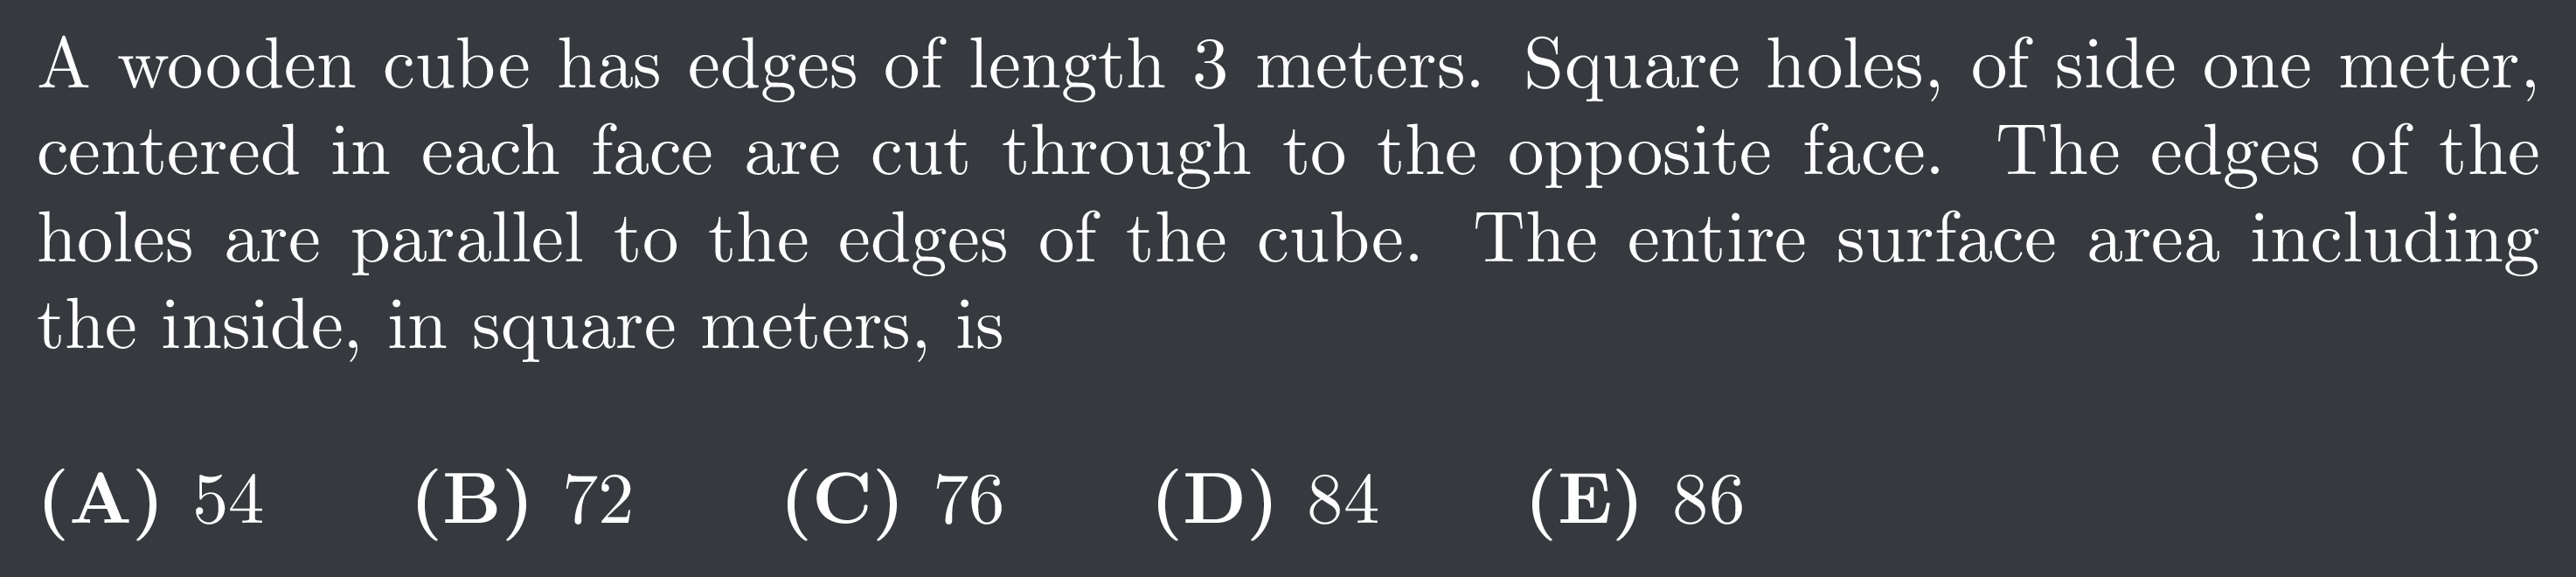 A wooden cube has edges of length 3 meters. Square holes, of side one meter,
centered in each face are cut through to the opposite face. The edges of the
holes are parallel to the edges of the cube. The entire surface area including
the inside, in square meters, is
(A) 54 (B) 72 (C) 76 (D) 84 (E) 86